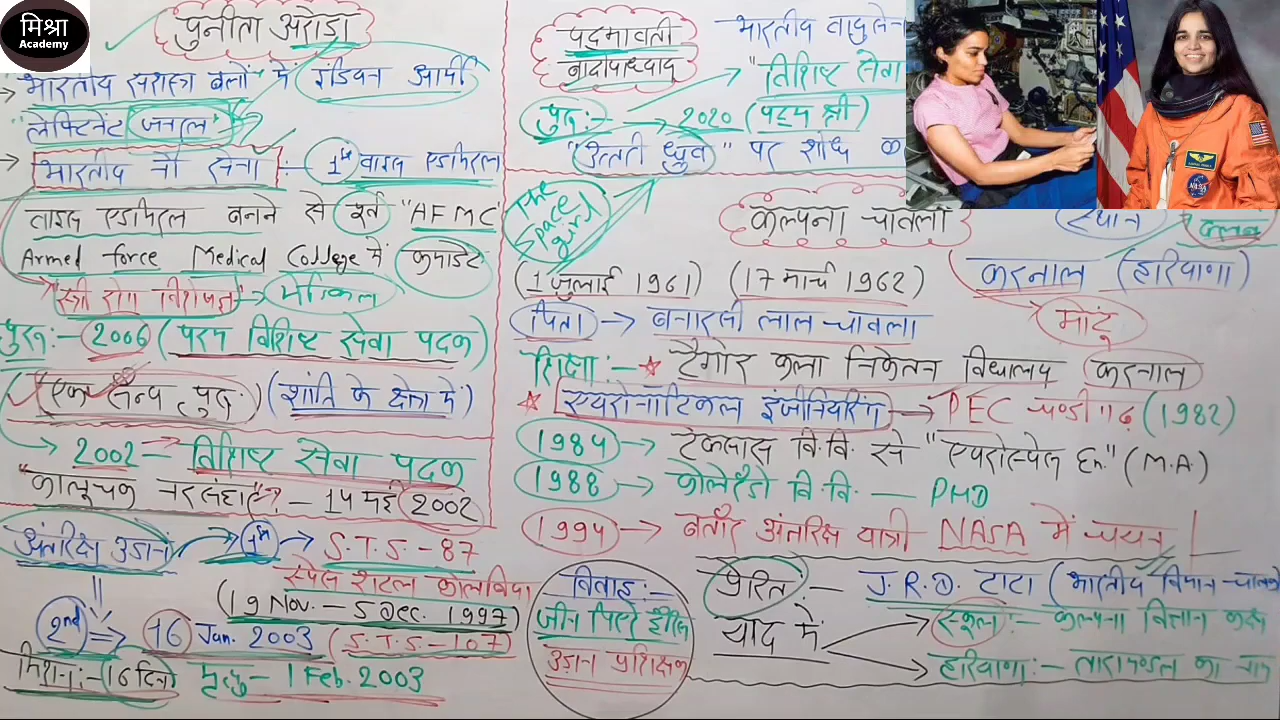 मिश्रा
Academy
पुनीता अरोडा
→ भारतीय सशस्त्र बलों में इंडियन आर्मी
"लेफ्टिनेंट जनरल"
→ भारतीय नौ सेना :- 1st वाइस एडमिरल
वाइस एडमिरल बनने से पूर्व "AFMC
Armed force Medical College में कमांडेंट
स्त्री रोग विशेषज्ञ → मेडिकल
पुरस्:- 2006 (परम विशिष्ट सेवा पदक)
(एक सैन्य पुर॰) (शांति के क्षेत्र में)
→ 2002 – विशिष्ट सेवा पदक
"कालूचक नरसंहार"? – 14 मई 2002
अंतरिक्ष उड़ान → 1st → S.T.S.-87
स्पेस शटल कोलंबिया
(19 Nov. – 5 Dec. 1997)
2nd ⇒ 16 Jan. 2003 (S.T.S-107)
मिशन:- (16 दिन) मृत्यु – 1 Feb. 2003
पद्मावती
बंदोपाध्याय
भारतीय वायु सेन
"विशिष्ट सेवा
पुर॰:- → 2020 (पद्म श्री)
"उत्तरी ध्रुव" पर शोध
The
Space
girl
कल्पना चावला
स्थान
करनाल (हरियाणा)
(1 जुलाई 1961) (17 मार्च 1962)
मोंटू
पिता → बनारसी लाल चावला
शिक्षा:- ★ टैगोर कला निकेतन विद्यालय करनाल
★ एयरोनॉटिकल इंजीनियरिंग → PEC चण्डीगढ़ (1982)
1984 → टेक्सास वि.वि. से "एयरोस्पेस इं." (M.A)
1988 → कोलेरैडो वि.वि. – PHD
1994 → बतौर अंतरिक्ष यात्री NASA में चयन
विवाह:-
जीन पियरे हैरिसन
उड़ान प्रशिक्षक
प्रेरित :- J.R.D. टाटा (भारतीय विमान चालक
याद में
स्कूल :- कल्पना विज्ञान कक्ष
हरियाणा:- तारामण्डल का नाम
NASA